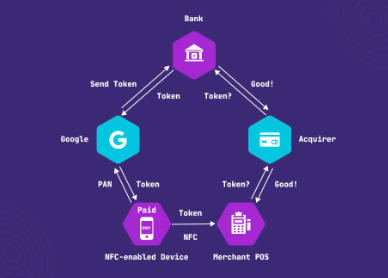 Bank
Send Token
Token
Token?
Good!
Google
G
Acquirer
PAN
Token
Token?
Good!
Paid
PAY
Token
NFC
NFC-enabled Device
Merchant POS